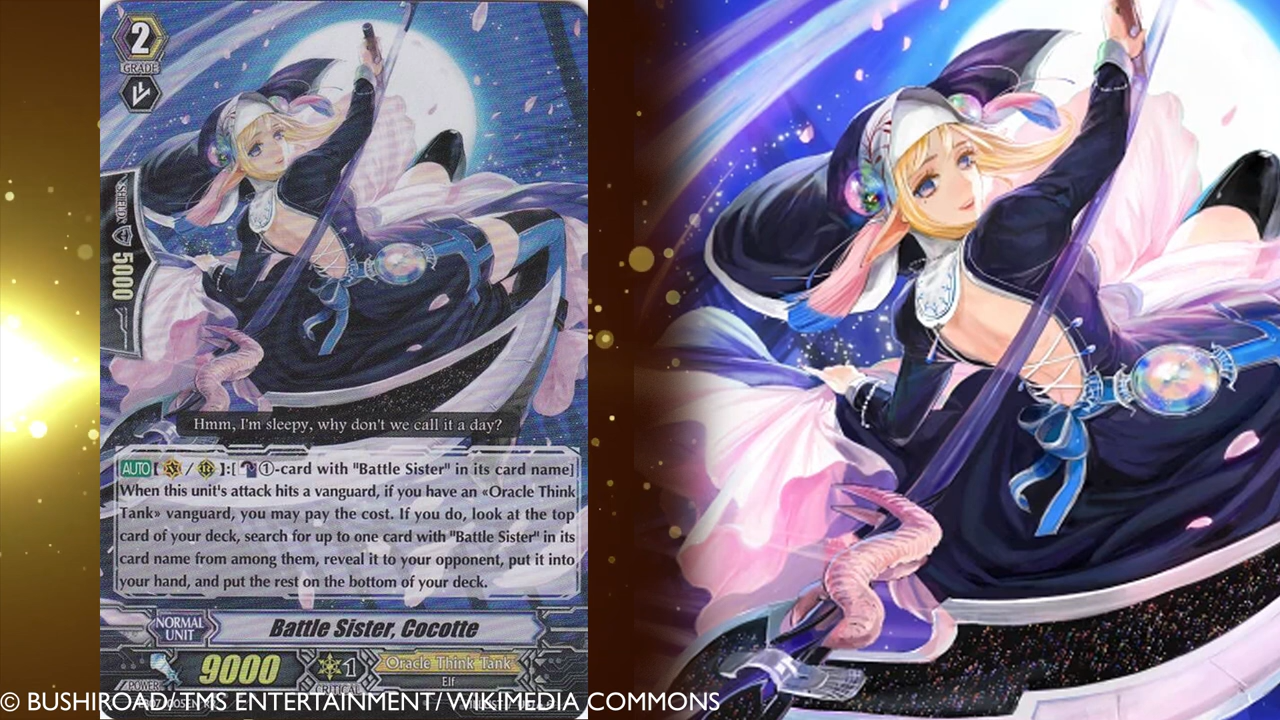 2
GRADE
SHIELD
5000
Hmm, I'm sleepy, why don't we call it a day?
AUTO [ / ]:[ ①-card with "Battle Sister" in its card name]
When this unit's attack hits a vanguard, if you have an «Oracle Think
Tank» vanguard, you may pay the cost. If you do, look at the top
card of your deck, search for up to one card with "Battle Sister" in its
card name from among them, reveal it to your opponent, put it into
your hand, and put the rest on the bottom of your deck.
NORMAL
UNIT
Battle Sister, Cocotte
POWER
9000
1
CRITICAL
Oracle Think Tank
Elf
© BUSHIROAD / TMS ENTERTAINMENT/ WIKIMEDIA COMMONS